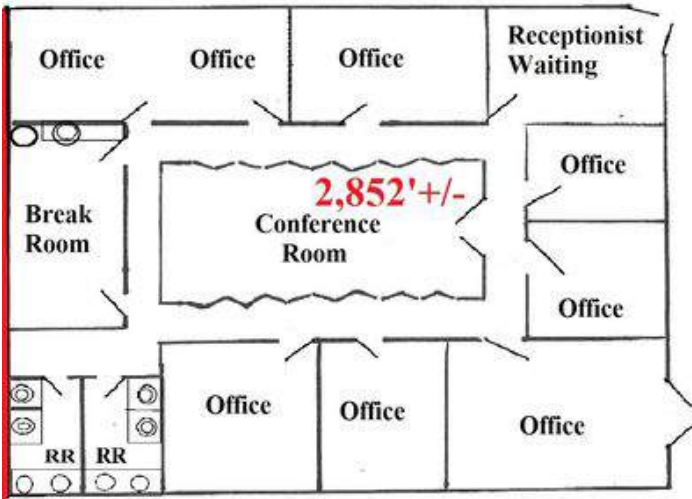 Office
Office
Office
Receptionist
Waiting
Office
2,852'+/-
Break
Room
Conference
Room
Office
Office
Office
Office
RR
RR